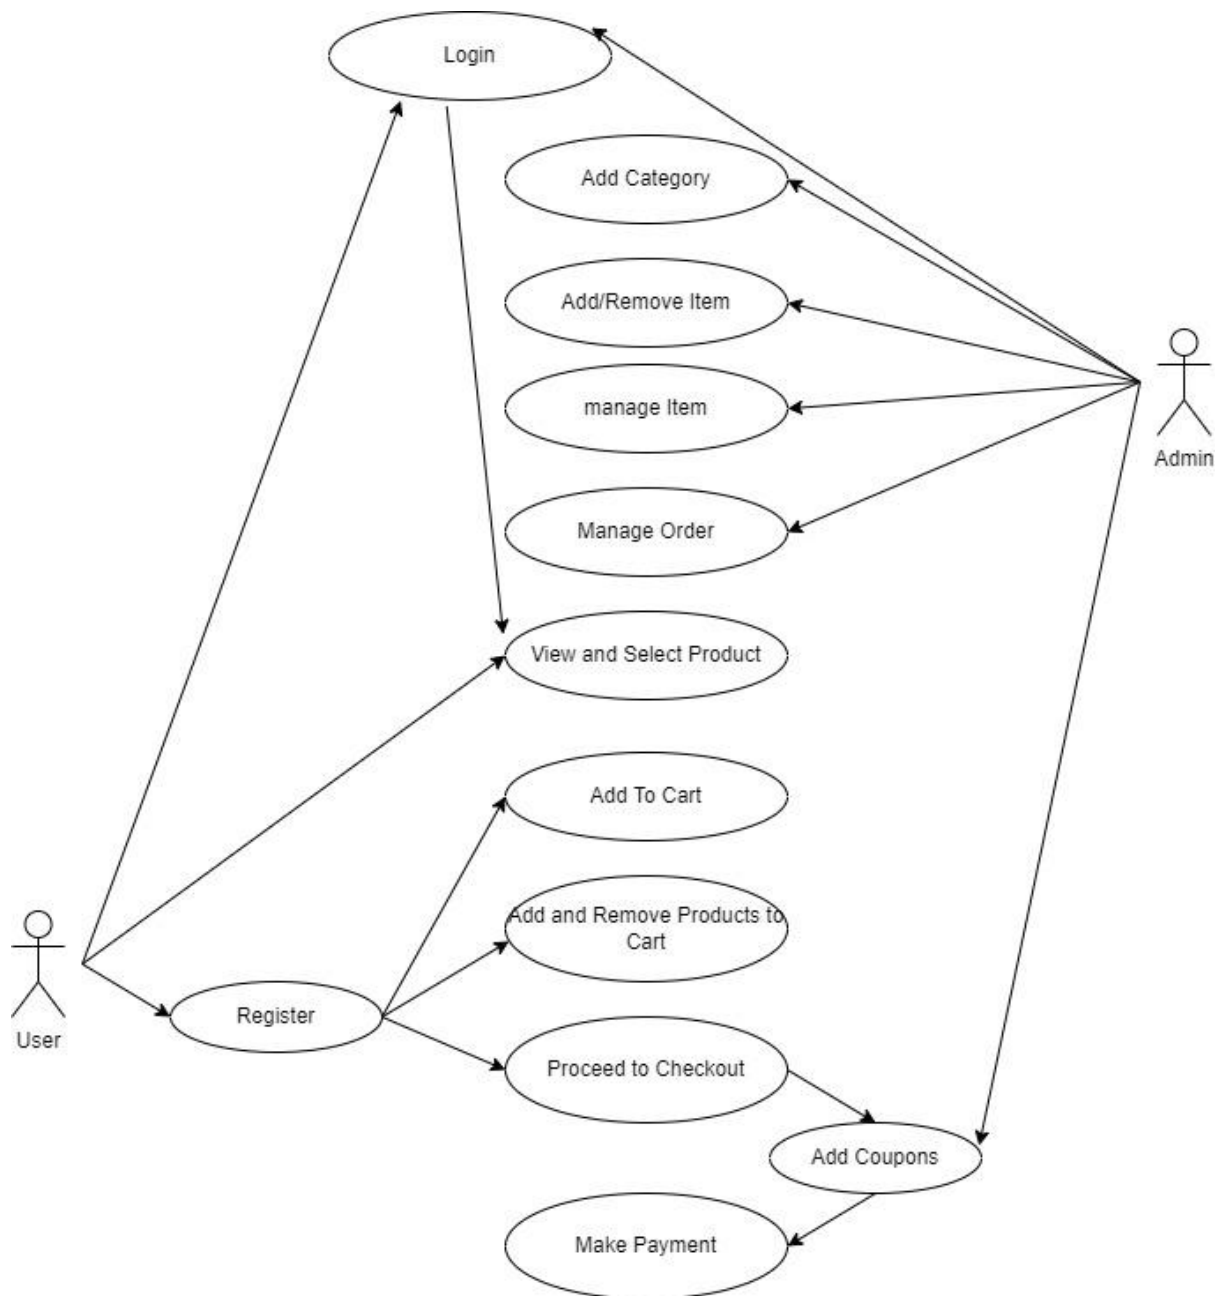 Login
Add Category
Add/Remove Item
manage Item
Admin
Manage Order
View and Select Product
Add To Cart
Add and Remove Products to
Cart
Register
User
Proceed to Checkout
Add Coupons
Make Payment